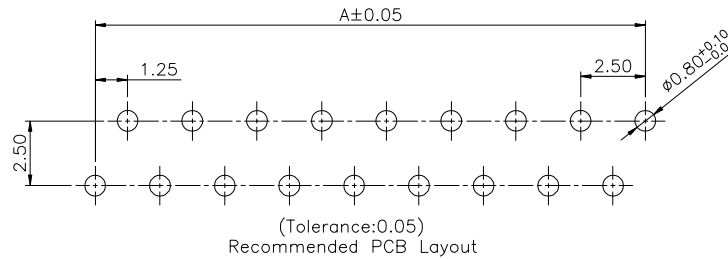 A±0.05
1.25
2.50
ø0.80 +0.10
2.50
(Tolerance:0.05)
Recommended PCB Layout